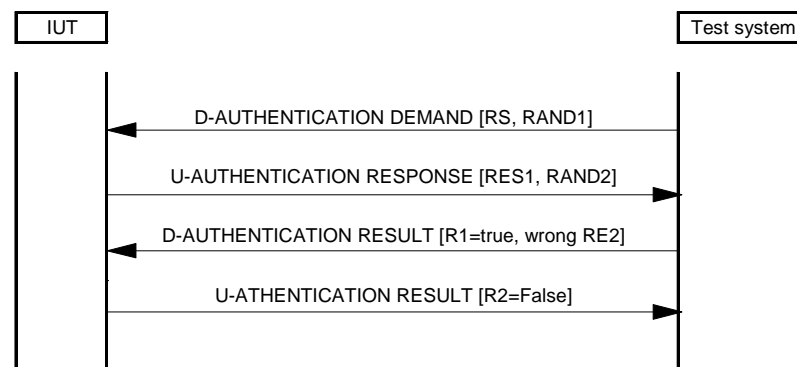 IUT
Test system
D-AUTHENTICATION DEMAND [RS, RAND1]
U-AUTHENTICATION RESPONSE [RES1, RAND2]
D-AUTHENTICATION RESULT [R1=true, wrong RE2]
U-ATHENTICATION RESULT [R2=False]